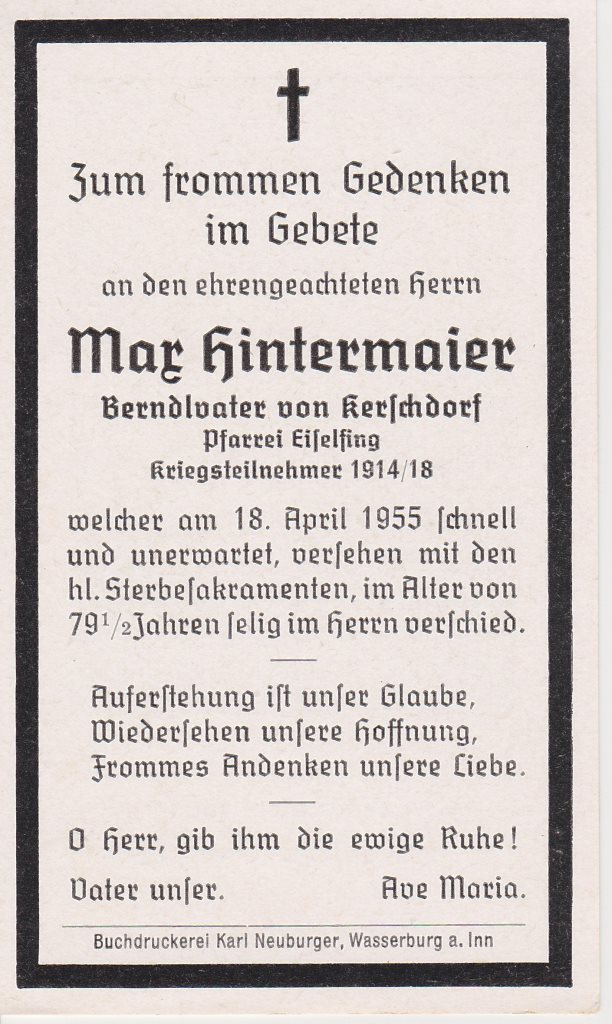 Zum frommen Gedenken
im Gebete
an den ehrengeachteten Herrn
Max Hintermaier
Berndlvater von Kerſchdorf
Pfarrei Eiſelfing
Kriegsteilnehmer 1914/18
welcher am 18. April 1955 ſchnell
und unerwartet, verſehen mit den
hl. Sterbeſakramenten, im Alter von
79 1/2 Jahren ſelig im Herrn verſchied.
Auferſtehung iſt unſer Glaube,
Wiederſehen unſere Hoffnung,
Frommes Andenken unſere Liebe.
O Herr, gib ihm die ewige Ruhe!
Vater unſer. Ave Maria.
Buchdruckerei Karl Neuburger, Wasserburg a. Inn